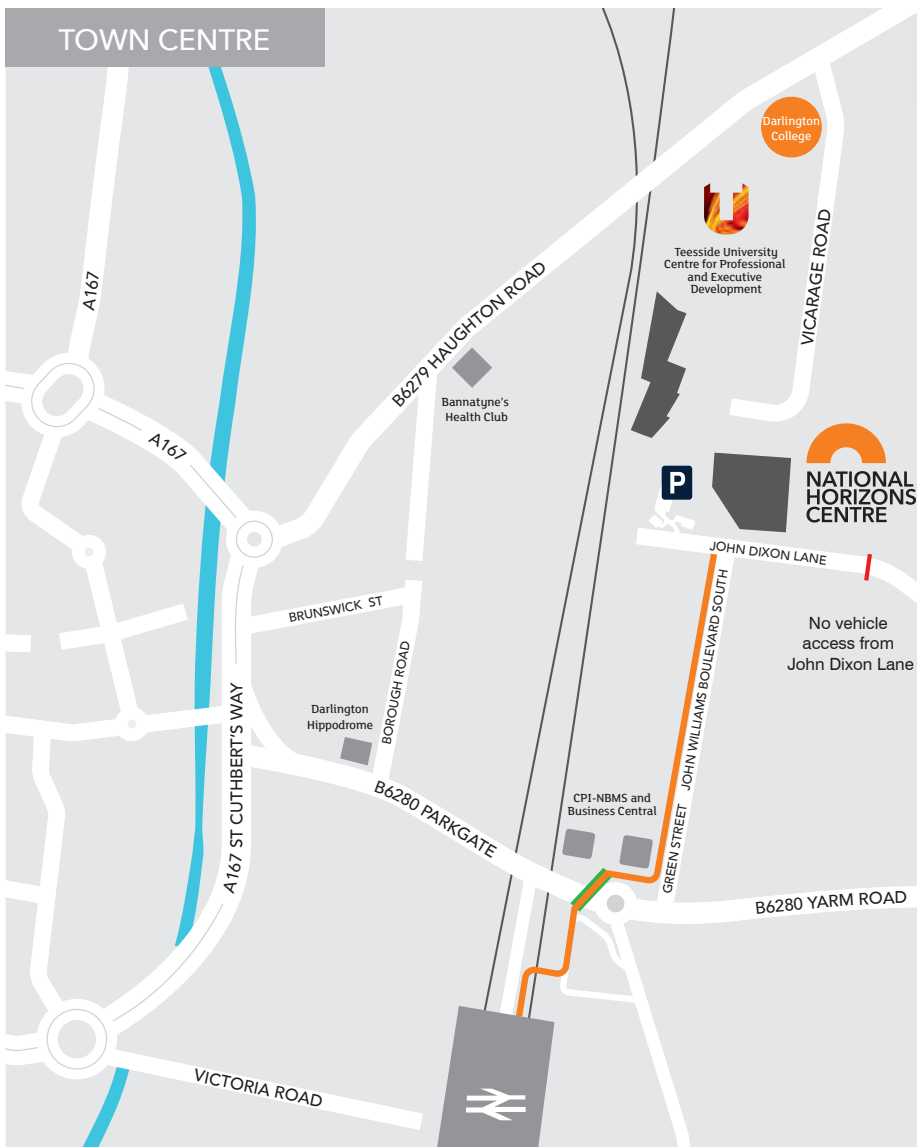 TOWN CENTRE
Darlington
College
Teesside University
Centre for Professional
and Executive
Development
VICARAGE ROAD
A167
B6279 HAUGHTON ROAD
Bannatyne's
Health Club
A167
P
NATIONAL
HORIZONS
CENTRE
JOHN DIXON LANE
BRUNSWICK ST
No vehicle
access from
John Dixon Lane
BOROUGH ROAD
JOHN WILLIAMS BOULEVARD SOUTH
Darlington
Hippodrome
A167 ST CUTHBERT'S WAY
B6280 PARKGATE
CPI-NBMS and
Business Central
GREEN STREET
B6280 YARM ROAD
VICTORIA ROAD